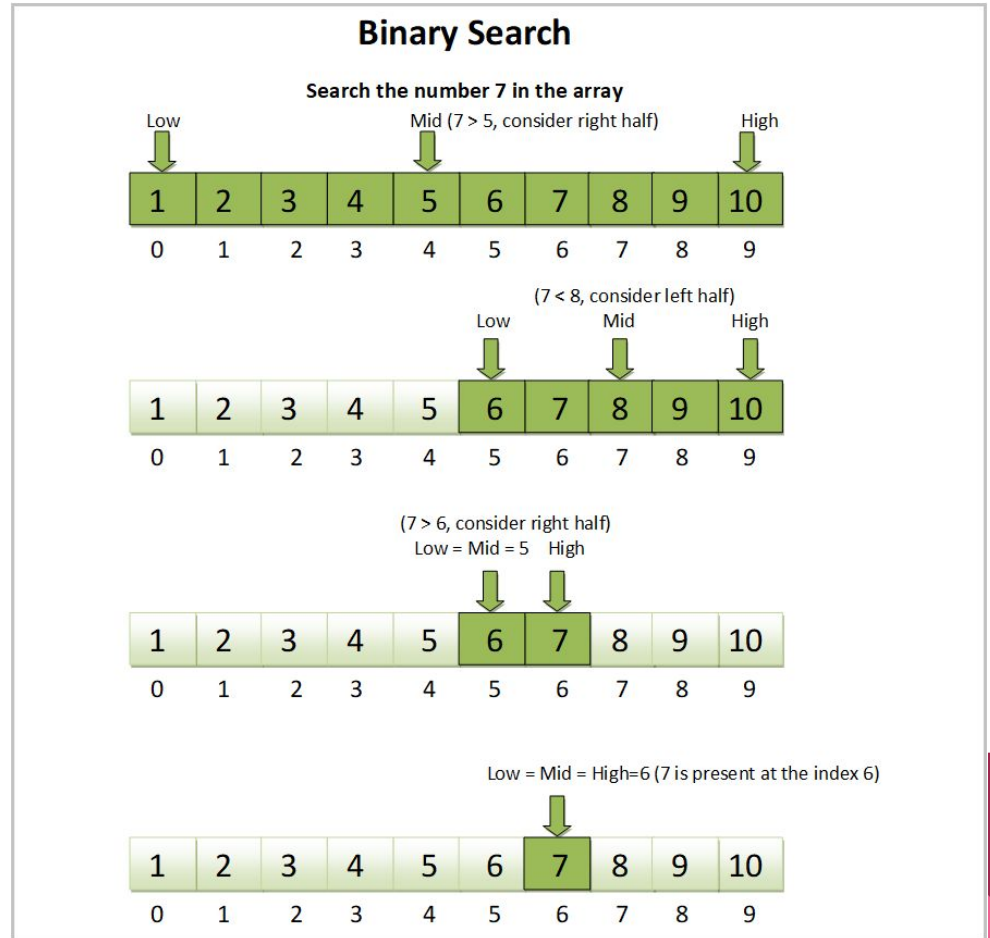 Binary Search
Search the number 7 in the array
Low Mid (7 > 5, consider right half) High
1 2 3 4 5 6 7 8 9 10
0 1 2 3 4 5 6 7 8 9
(7 < 8, consider left half)
Low Mid High
1 2 3 4 5 6 7 8 9 10
0 1 2 3 4 5 6 7 8 9
(7 > 6, consider right half)
Low = Mid = 5 High
1 2 3 4 5 6 7 8 9 10
0 1 2 3 4 5 6 7 8 9
Low = Mid = High=6 (7 is present at the index 6)
1 2 3 4 5 6 7 8 9 10
0 1 2 3 4 5 6 7 8 9